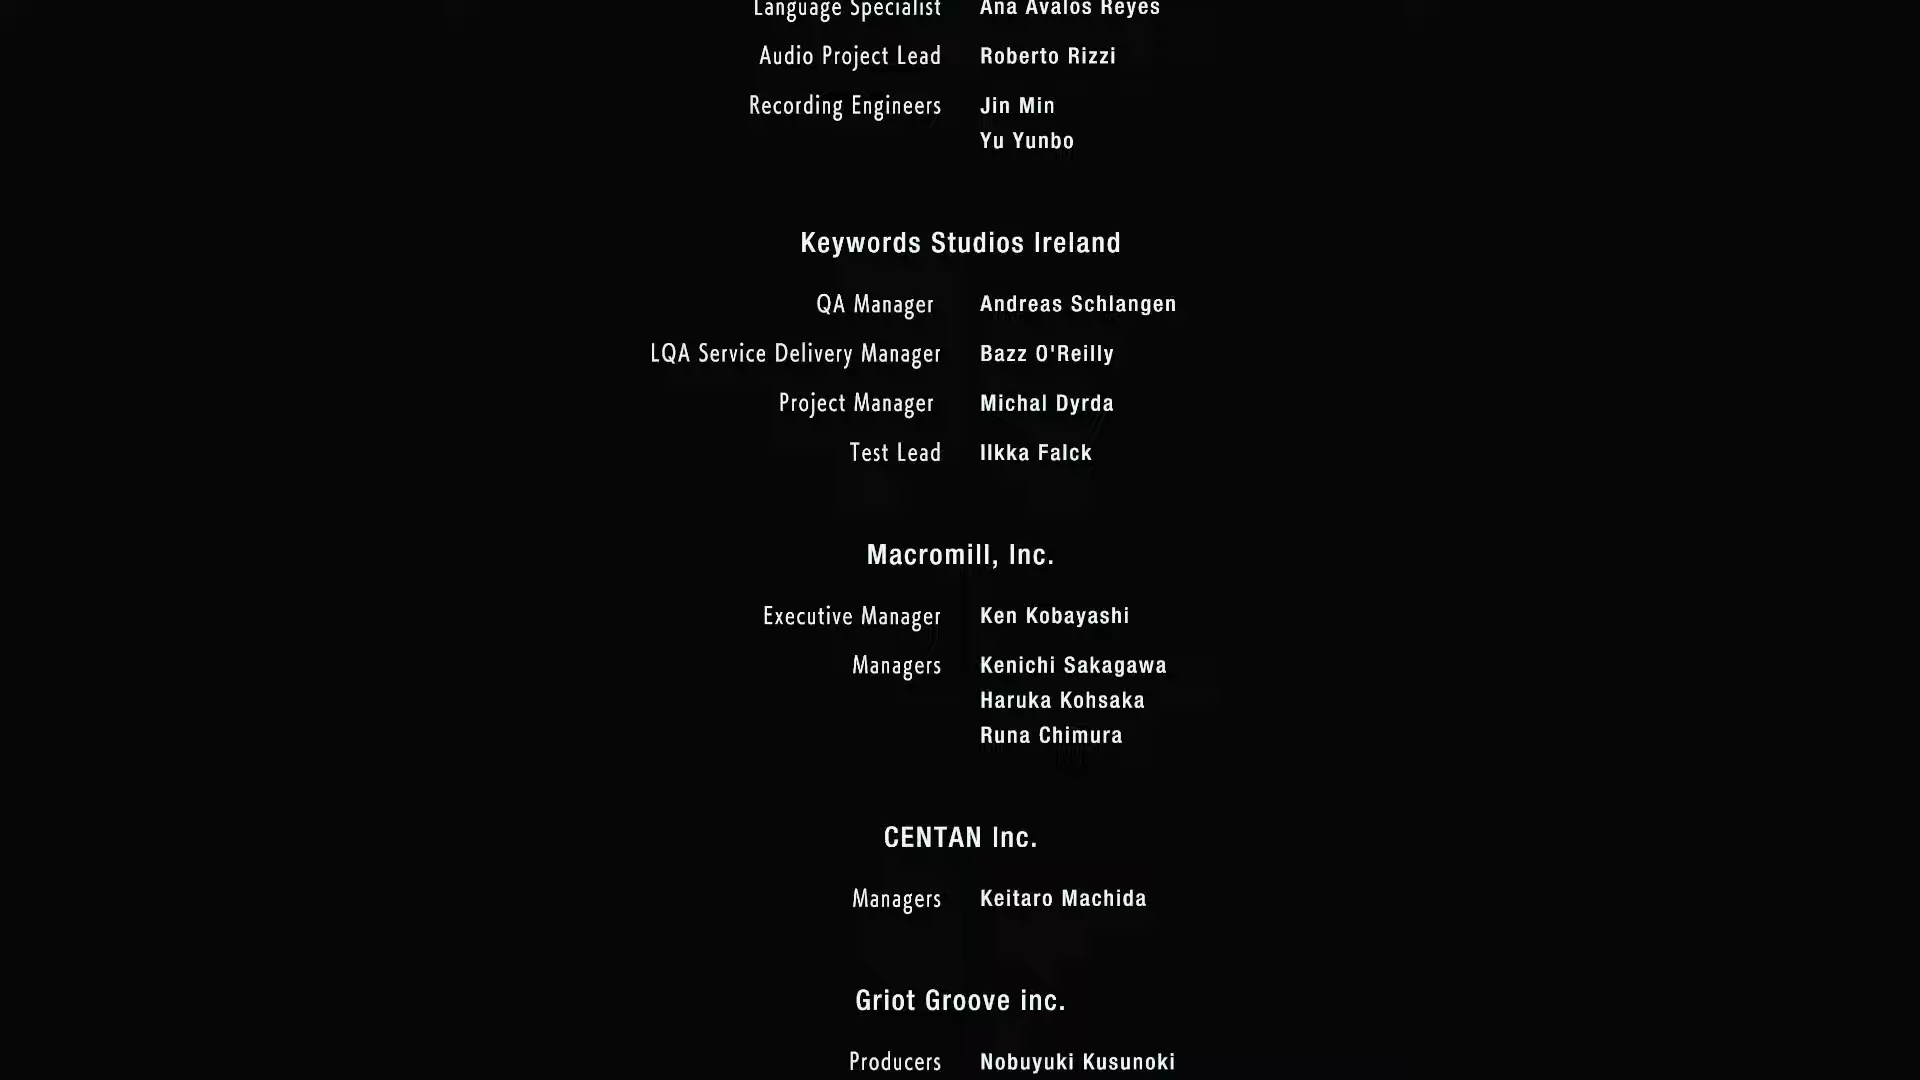 Language Specialist Ana Avalos Reyes
Audio Project Lead Roberto Rizzi
Recording Engineers Jin Min
Yu Yunbo
Keywords Studios Ireland
QA Manager Andreas Schlangen
LQA Service Delivery Manager Bazz O'Reilly
Project Manager Michal Dyrda
Test Lead Ilkka Falck
Macromill, Inc.
Executive Manager Ken Kobayashi
Managers Kenichi Sakagawa
Haruka Kohsaka
Runa Chimura
CENTAN Inc.
Managers Keitaro Machida
Griot Groove inc.
Producers Nobuyuki Kusunoki